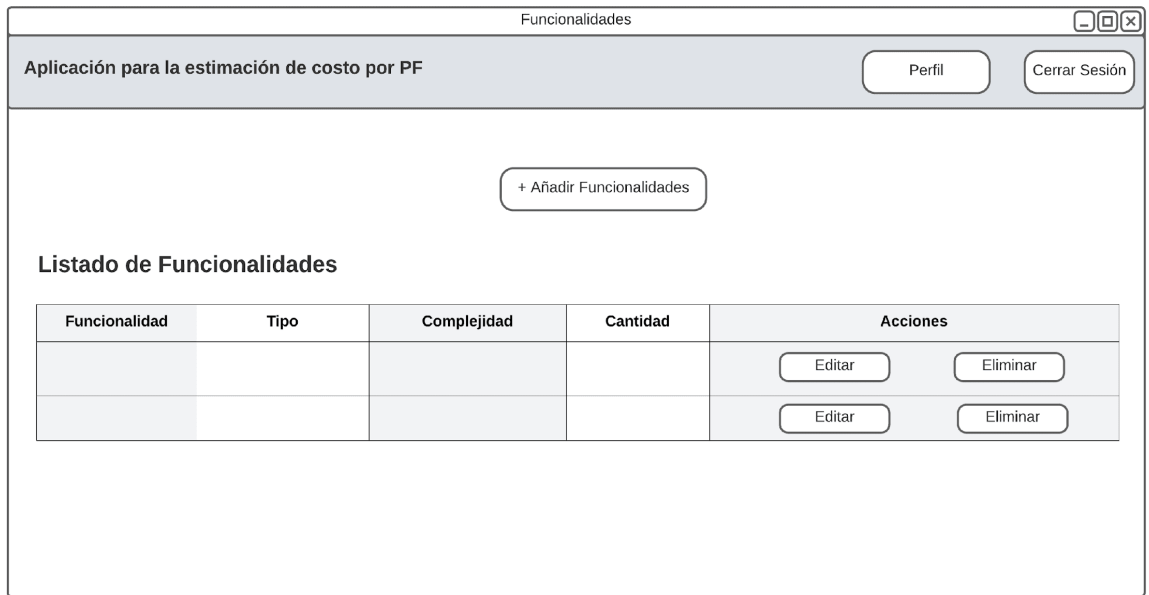 Funcionalidades
Aplicación para la estimación de costo por PF
Perfil
Cerrar Sesión
+ Añadir Funcionalidades
Listado de Funcionalidades
Funcionalidad Tipo Complejidad Cantidad Acciones
Editar Eliminar
Editar Eliminar